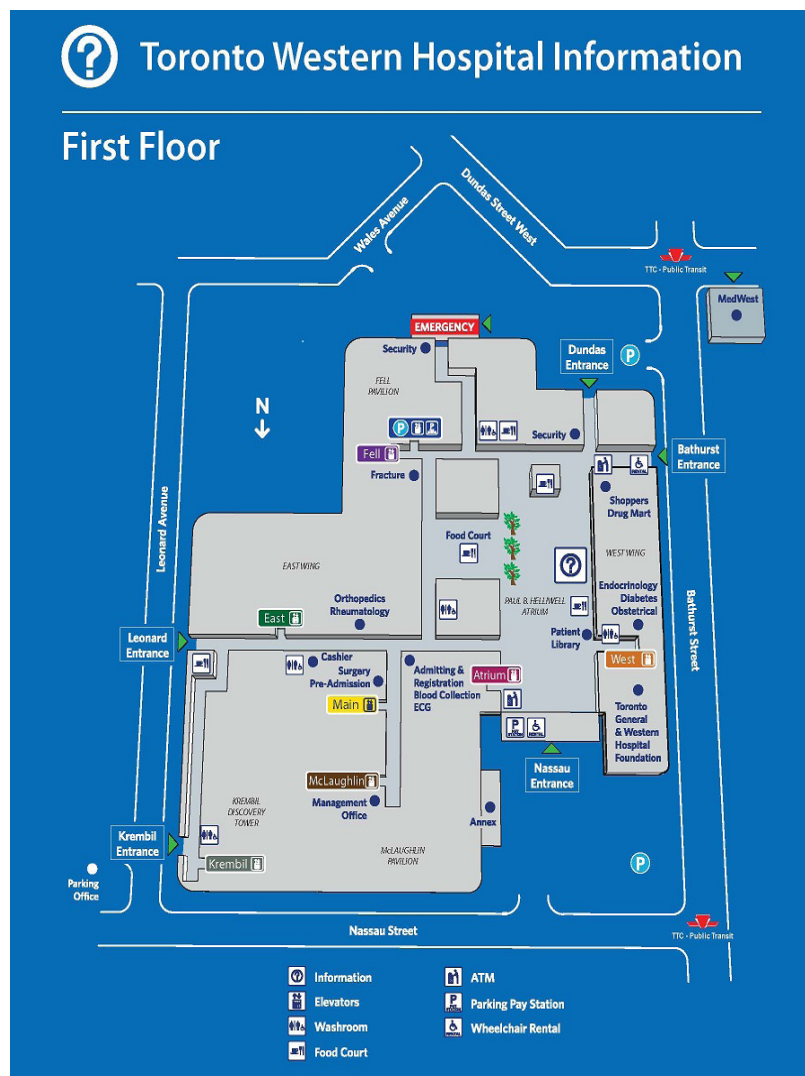 ? Toronto Western Hospital Information
First Floor
Wales Avenue
Dundas Street West
TTC - Public Transit
MedWest
EMERGENCY
Security
Dundas
Entrance
P
FELL
PAVILION
N
P
Fell
Security
Bathurst
Entrance
RENTAL
Fracture
Shoppers
Drug Mart
Leonard Avenue
Food Court
EAST WING
WEST WING
?
Endocrinology
Diabetes
Obstetrical
Orthopedics
Rheumatology
PAUL B. HELLIWELL
ATRIUM
Bathurst Street
East
Leonard
Entrance
Patient
Library
Cashier
Surgery
Pre-Admission
Admitting &
Registration
Blood Collection
ECG
Atrium
West
Main
Toronto
General
& Western
Hospital
Foundation
P
RENTAL
McLaughlin
Nassau
Entrance
Management
Office
KREMBIL
DISCOVERY
TOWER
Annex
Krembil
Entrance
McLAUGHLIN
PAVILION
Krembil
P
Parking
Office
Nassau Street
TTC - Public Transit
? Information
Elevators
Washroom
Food Court
ATM
P Parking Pay Station
RENTAL Wheelchair Rental